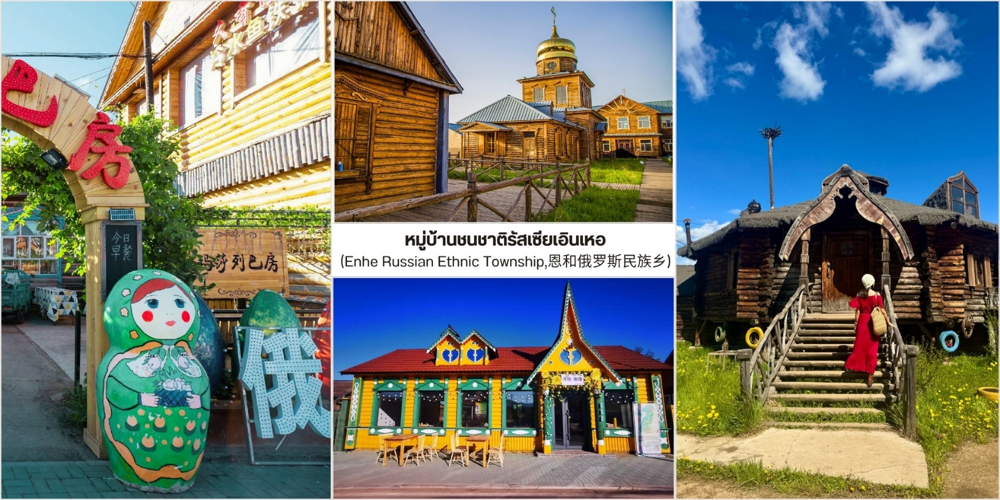 巴
房
今日
早餐
玛莎列巴房
俄
หมู่บ้านชนชาติรัสเซียเอินเหอ
(Enhe Russian Ethnic Township,恩和俄罗斯民族乡)